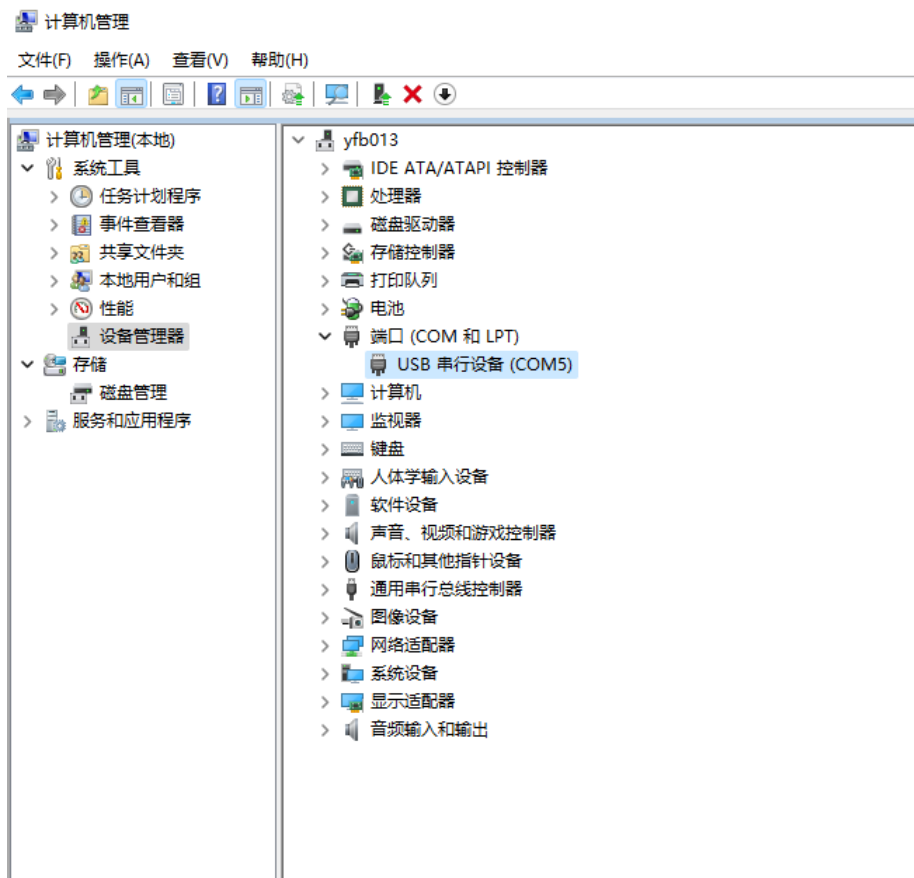 计算机管理
文件(F) 操作(A) 查看(V) 帮助(H)
计算机管理(本地)
系统工具
任务计划程序
事件查看器
共享文件夹
本地用户和组
性能
设备管理器
存储
磁盘管理
服务和应用程序
yfb013
IDE ATA/ATAPI 控制器
处理器
磁盘驱动器
存储控制器
打印队列
电池
端口 (COM 和 LPT)
USB 串行设备 (COM5)
计算机
监视器
键盘
人体学输入设备
软件设备
声音、视频和游戏控制器
鼠标和其他指针设备
通用串行总线控制器
图像设备
网络适配器
系统设备
显示适配器
音频输入和输出